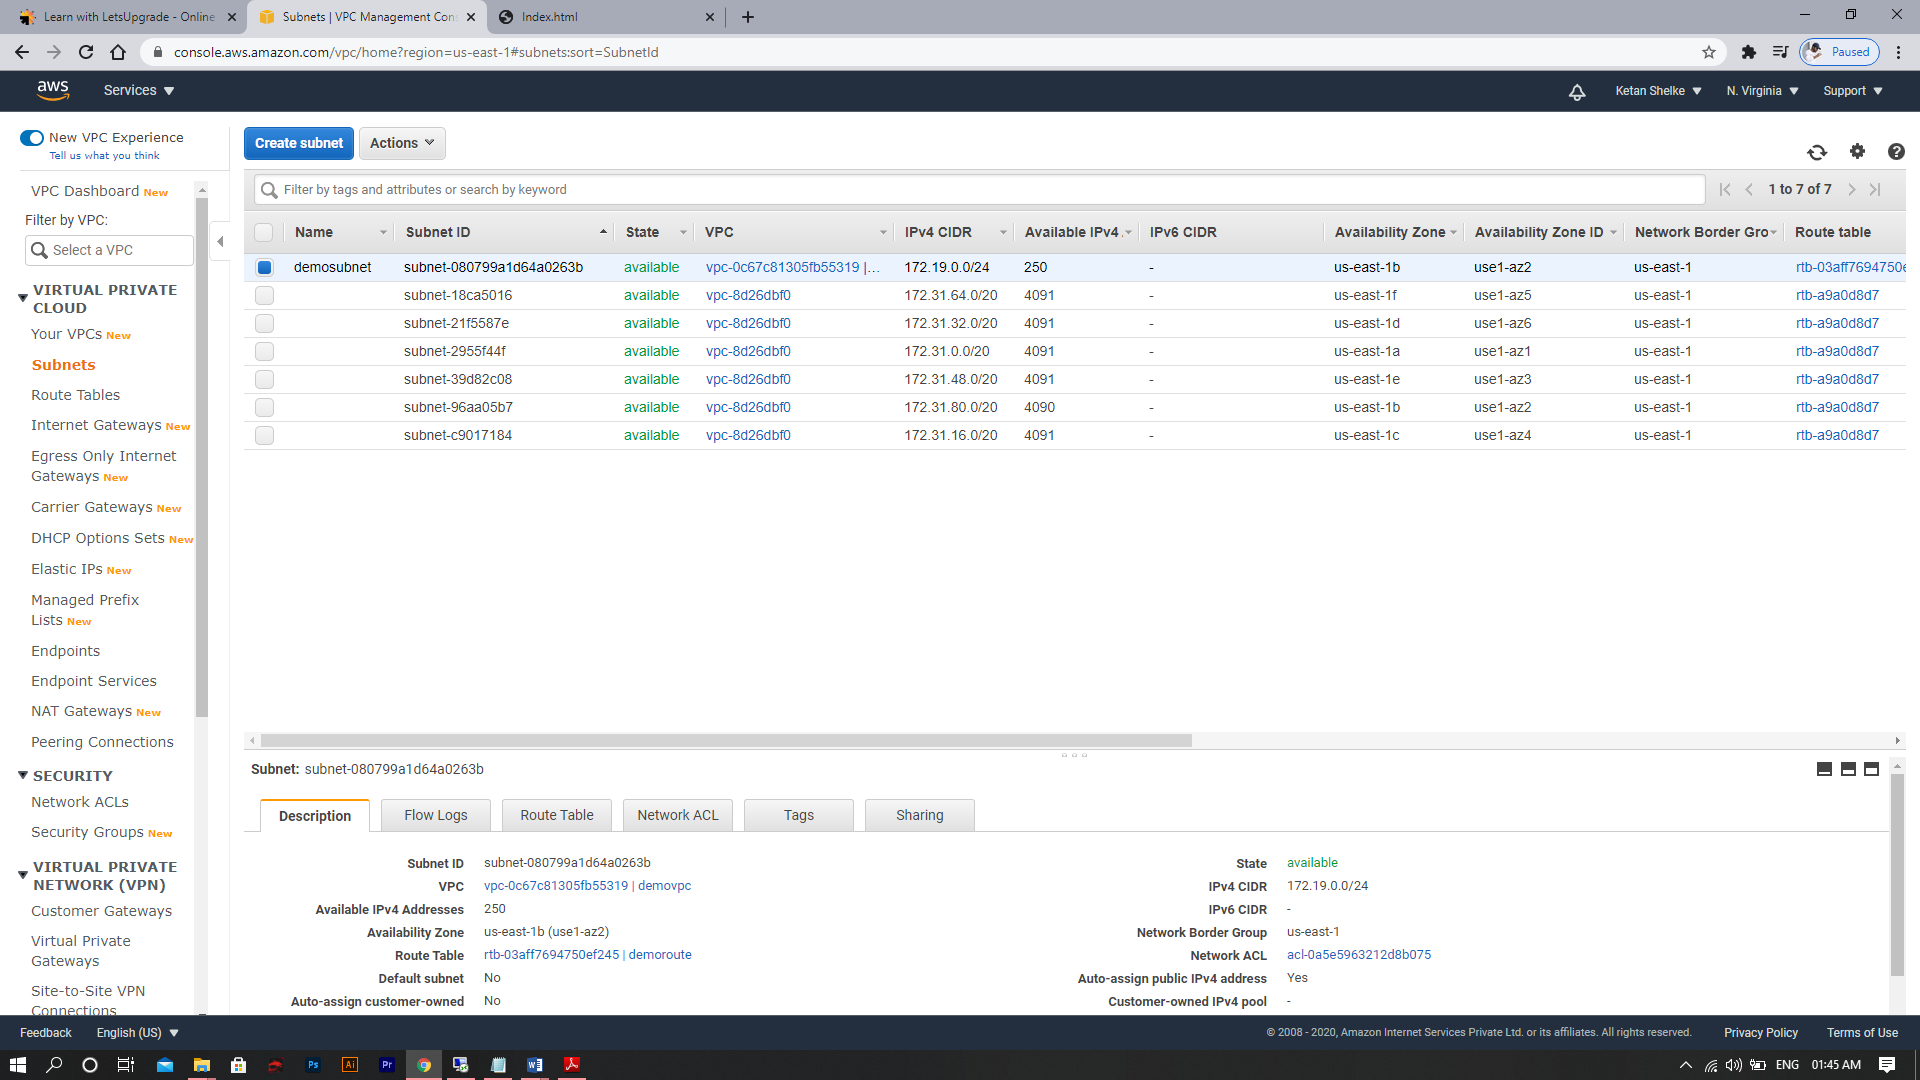 Learn with LetsUpgrade - Online
Subnets | VPC Management Con
Index.html
console.aws.amazon.com/vpc/home?region=us-east-1#subnets:sort=SubnetId
Paused
aws
Services
Ketan Shelke
N. Virginia
Support
New VPC Experience
Tell us what you think
VPC Dashboard New
Filter by VPC:
Select a VPC
VIRTUAL PRIVATE
CLOUD
Your VPCs New
Subnets
Route Tables
Internet Gateways New
Egress Only Internet
Gateways New
Carrier Gateways New
DHCP Options Sets New
Elastic IPs New
Managed Prefix
Lists New
Endpoints
Endpoint Services
NAT Gateways New
Peering Connections
SECURITY
Network ACLs
Security Groups New
VIRTUAL PRIVATE
NETWORK (VPN)
Customer Gateways
Virtual Private
Gateways
Site-to-Site VPN
Connections
Create subnet
Actions
Filter by tags and attributes or search by keyword
1 to 7 of 7
Name Subnet ID State VPC IPv4 CIDR Available IPv4 IPv6 CIDR Availability Zone Availability Zone ID Network Border Gro Route table
demosubnet subnet-080799a1d64a0263b available vpc-0c67c81305fb55319 |... 172.19.0.0/24 250 - us-east-1b use1-az2 us-east-1 rtb-03aff7694750e
subnet-18ca5016 available vpc-8d26dbf0 172.31.64.0/20 4091 - us-east-1f use1-az5 us-east-1 rtb-a9a0d8d7
subnet-21f5587e available vpc-8d26dbf0 172.31.32.0/20 4091 - us-east-1d use1-az6 us-east-1 rtb-a9a0d8d7
subnet-2955f44f available vpc-8d26dbf0 172.31.0.0/20 4091 - us-east-1a use1-az1 us-east-1 rtb-a9a0d8d7
subnet-39d82c08 available vpc-8d26dbf0 172.31.48.0/20 4091 - us-east-1e use1-az3 us-east-1 rtb-a9a0d8d7
subnet-96aa05b7 available vpc-8d26dbf0 172.31.80.0/20 4090 - us-east-1b use1-az2 us-east-1 rtb-a9a0d8d7
subnet-c9017184 available vpc-8d26dbf0 172.31.16.0/20 4091 - us-east-1c use1-az4 us-east-1 rtb-a9a0d8d7
Subnet: subnet-080799a1d64a0263b
Description Flow Logs Route Table Network ACL Tags Sharing
Subnet ID subnet-080799a1d64a0263b State available
VPC vpc-0c67c81305fb55319 | demovpc IPv4 CIDR 172.19.0.0/24
Available IPv4 Addresses 250 IPv6 CIDR -
Availability Zone us-east-1b (use1-az2) Network Border Group us-east-1
Route Table rtb-03aff7694750ef245 | demoroute Network ACL acl-0a5e5963212d8b075
Default subnet No Auto-assign public IPv4 address Yes
Auto-assign customer-owned No Customer-owned IPv4 pool -
Feedback
English (US)
© 2008 - 2020, Amazon Internet Services Private Ltd. or its affiliates. All rights reserved.
Privacy Policy
Terms of Use
Ps
Ai
Pr
ENG
01:45 AM